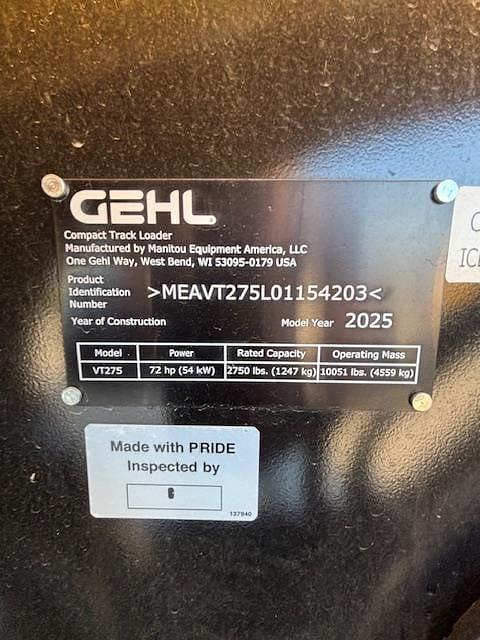 GEHL
Compact Track Loader
Manufactured by Manitou Equipment America, LLC
One Gehl Way, West Bend, WI 53095-0179 USA
Product
Identification
Number
>MEAVT275L01154203<
Year of Construction
Model Year 2025
Model Power Rated Capacity Operating Mass
VT275 72 hp (54 kW) 2750 lbs. (1247 kg) 10051 lbs. (4559 kg)
Made with PRIDE
Inspected by
137840